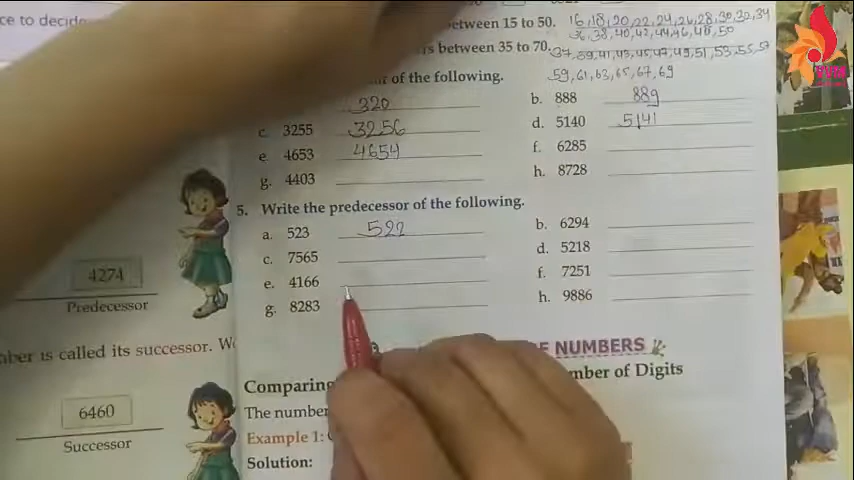 ce to decide
between 15 to 50. 16,18,20,22,24,26,28,30,32,34
36,38,40,42,44,46,48,50
rs between 35 to 70. 37,39,41,43,45,47,49,51,53,55,57
59,61,63,65,67,69
of the following.
320 b. 888 889
c. 3255 3256 d. 5140 5141
e. 4653 4654 f. 6285
g. 4403 h. 8728
5. Write the predecessor of the following.
a. 523 522 b. 6294
c. 7565 d. 5218
e. 4166 f. 7251
g. 8283 h. 9886
4274
Predecessor
mber is called its successor. W
NUMBERS
Comparing mber of Digits
The number
6460
Successor
Example 1:
Solution:
VVM